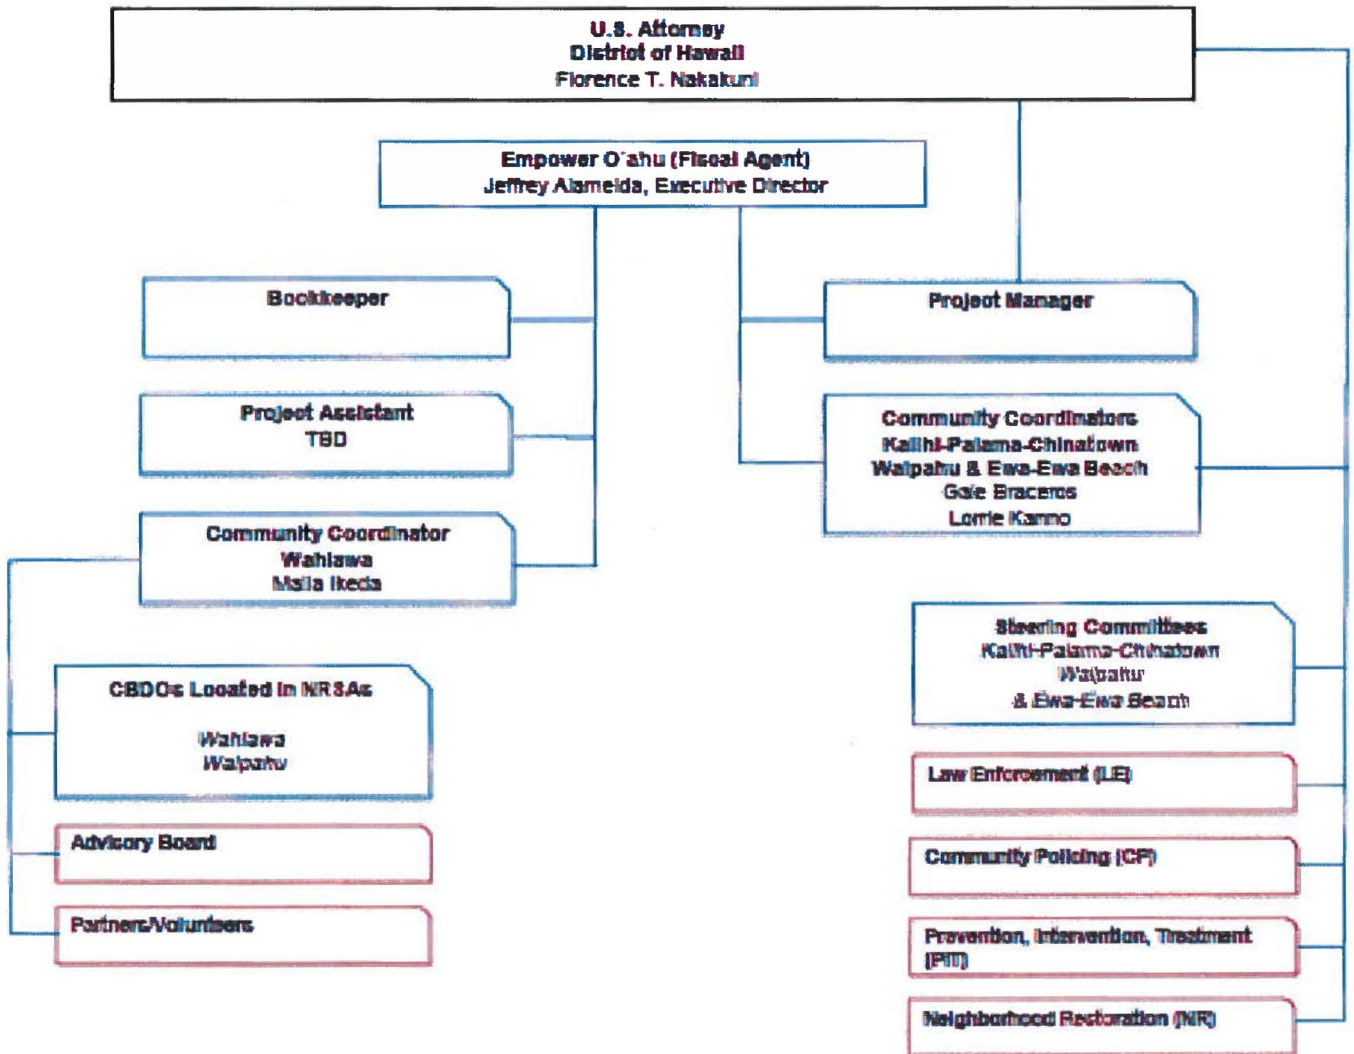 U.S. Attorney
District of Hawaii
Florence T. Nakakuni
Empower O`ahu (Fiscal Agent)
Jeffrey Alameida, Executive Director
Bookkeeper
Project Manager
Project Assistant
TBD
Community Coordinators
Kalihi-Palama-Chinatown
Waipahu & Ewa-Ewa Beach
Gale Braceros
Lorrie Kanno
Community Coordinator
Wahiawa
Malia Ikeda
Steering Committees
Kalihi-Palama-Chinatown
Waipahu
& Ewa-Ewa Beach
CBDOs Located in NRSAs
Wahiawa
Waipahu
Law Enforcement (LE)
Advisory Board
Community Policing (CP)
Partners/Volunteers
Prevention, Intervention, Treatment
(PIT)
Neighborhood Restoration (NR)